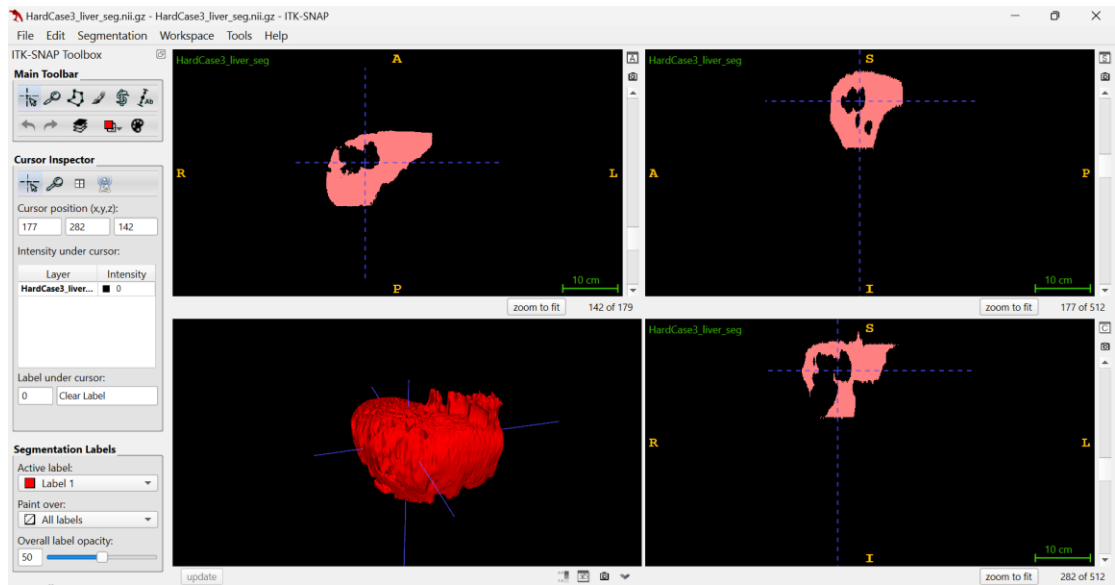 HardCase3_liver_seg.nii.gz - HardCase3_liver_seg.nii.gz - ITK-SNAP
File Edit Segmentation Workspace Tools Help
ITK-SNAP Toolbox
Main Toolbar
Ab
Cursor Inspector
Cursor position (x,y,z):
177 282 142
Intensity under cursor:
Layer Intensity
HardCase3_liver... 0
Label under cursor:
0 Clear Label
Segmentation Labels
Active label:
Label 1
Paint over:
All labels
Overall label opacity:
50
HardCase3_liver_seg
A
R
L
P
10 cm
A
zoom to fit 142 of 179
HardCase3_liver_seg
S
A
P
I
10 cm
S
zoom to fit 177 of 512
update
HardCase3_liver_seg
S
R
L
I
10 cm
C
zoom to fit 282 of 512